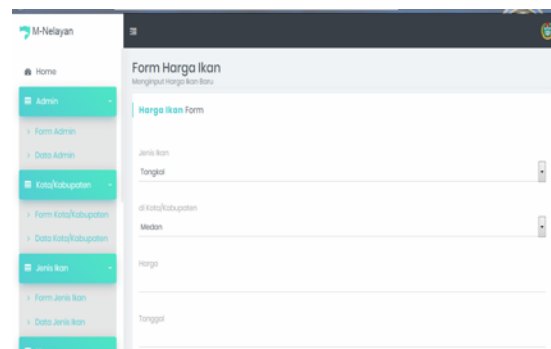 M-Nelayan
Home
Admin
Form Admin
Data Admin
Kota/Kabupaten
Form Kota/Kabupaten
Data Kota/Kabupaten
Jenis Ikan
Form Jenis Ikan
Data Jenis Ikan
Form Harga Ikan
Menginput Harga Ikan Baru
Harga Ikan Form
Jenis Ikan
Tongkol
di Kota/Kabupaten
Medan
Harga
Tanggal